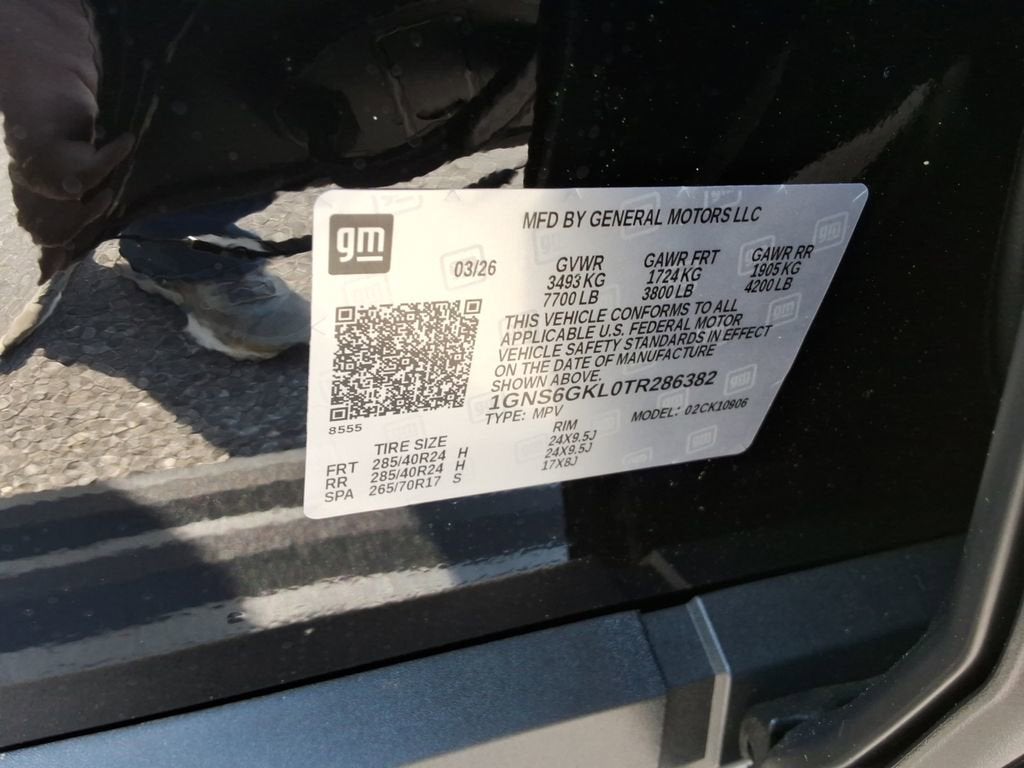 gm
MFD BY GENERAL MOTORS LLC
03/26
GVWR GAWR FRT GAWR RR
3493 KG 1724 KG 1905 KG
7700 LB 3800 LB 4200 LB
THIS VEHICLE CONFORMS TO ALL
APPLICABLE U.S. FEDERAL MOTOR
VEHICLE SAFETY STANDARDS IN EFFECT
ON THE DATE OF MANUFACTURE
SHOWN ABOVE.
1GNS6GKL0TR286382
TYPE: MPV MODEL: 02CK10906
8555
TIRE SIZE RIM
FRT 285/40R24 H 24X9.5J
RR 285/40R24 H 24X9.5J
SPA 265/70R17 S 17X8J